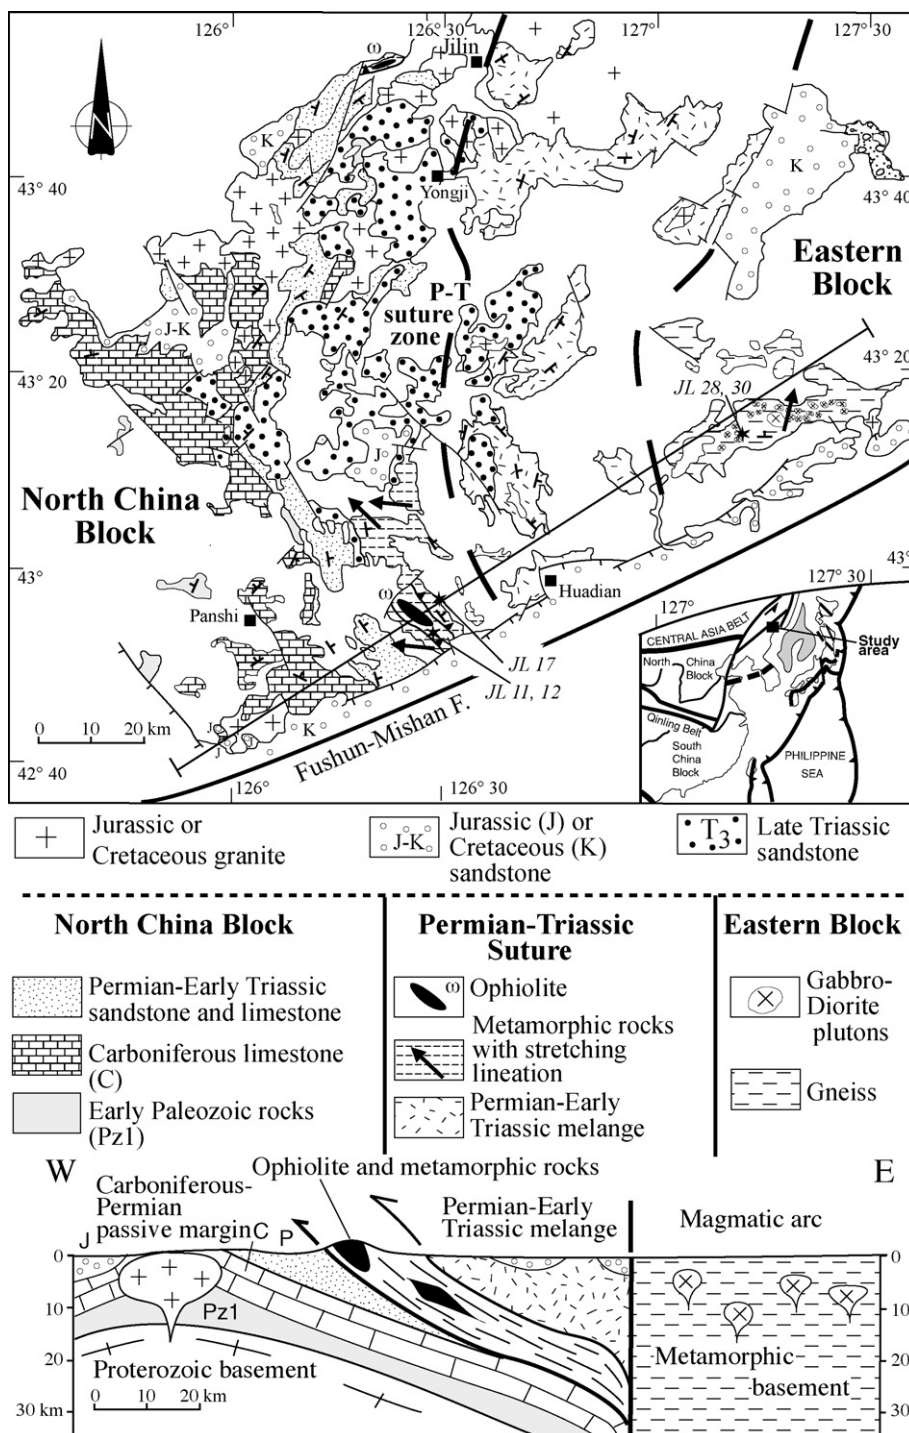 126°
126° 30
127°
127° 30
ω
Jilin
K
K
43° 40
Yongji
43° 40
Eastern
Block
P-T
suture
zone
J-K
43° 20
43° 20
JL 28, 30
J
North China
Block
43°
43°
ω
Huadian
Panshi
JL 17
JL 11, 12
0 10 20 km
J
J
K
Fushun-Mishan F.
42° 40
126°
126° 30
127°
127° 30
CENTRAL ASIA BELT
Study
area
North China
Block
Qinling Belt
South
China
Block
PHILIPPINE
SEA
Jurassic or
Cretaceous granite
J-K
Jurassic (J) or
Cretaceous (K)
sandstone
T3
Late Triassic
sandstone
North China Block
Permian-Early Triassic
sandstone and limestone
Carboniferous limestone
(C)
Early Paleozoic rocks
(Pz1)
Permian-Triassic
Suture
ω
Ophiolite
Metamorphic rocks
with stretching
lineation
Permian-Early
Triassic melange
Eastern Block
Gabbro-
Diorite
plutons
Gneiss
W
E
Ophiolite and metamorphic rocks
Carboniferous-
Permian
passive margin
J
C
P
Permian-Early
Triassic melange
Magmatic arc
0
10
20
30 km
Pz1
Proterozoic basement
0 10 20 km
Metamorphic
basement
0
10
20
30